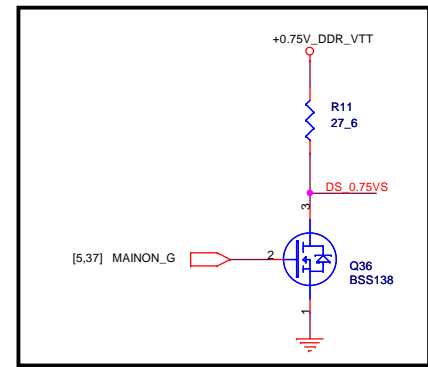 +0.75V_DDR_VTT
R11
27_6
DS_0.75VS
3
[5,37] MAINON_G
2
Q36
BSS138
1